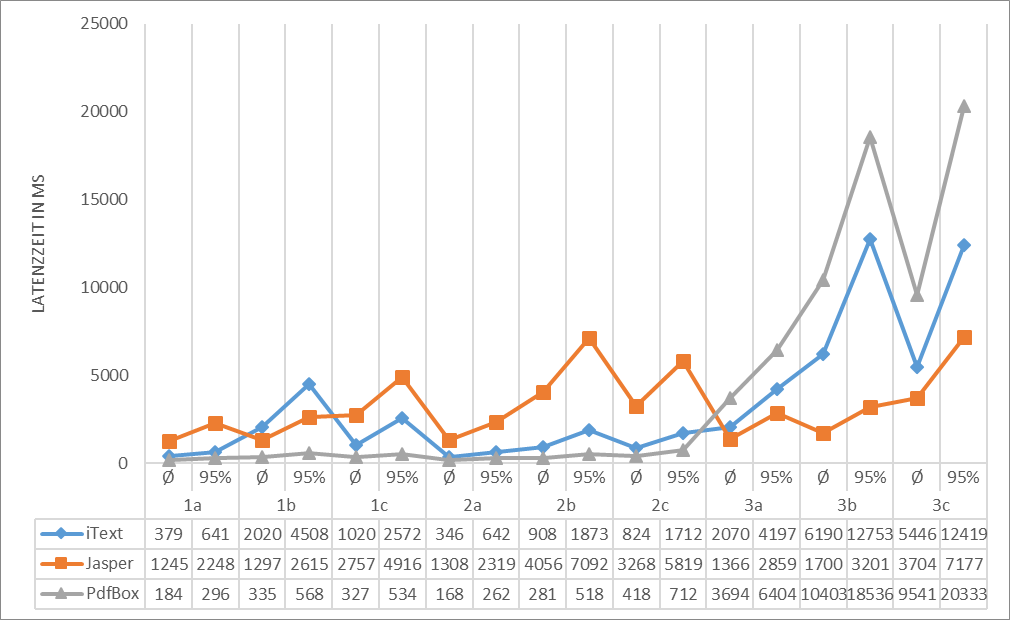 25000
20000
15000
10000
5000
0
LATENZZEIT IN MS
Ø 95% Ø 95% Ø 95% Ø 95% Ø 95% Ø 95% Ø 95% Ø 95% Ø 95%
1a 1b 1c 2a 2b 2c 3a 3b 3c
iText 379 641 2020 4508 1020 2572 346 642 908 1873 824 1712 2070 4197 6190 12753 5446 12419
Jasper 1245 2248 1297 2615 2757 4916 1308 2319 4056 7092 3268 5819 1366 2859 1700 3201 3704 7177
PdfBox 184 296 335 568 327 534 168 262 281 518 418 712 3694 6404 10403 18536 9541 20333